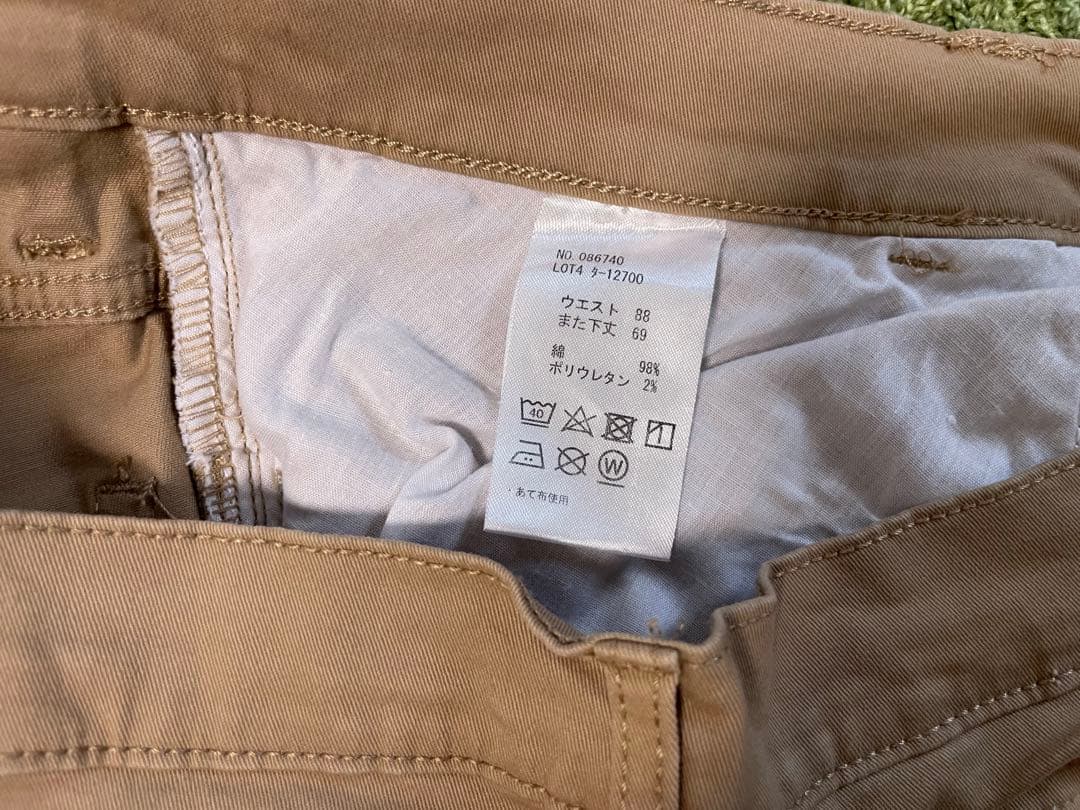 NO. 086740
LOT4 ﾀｰ12700
ウエスト 88
また下丈 69
綿 98%
ポリウレタン 2%
40
W
・あて布使用